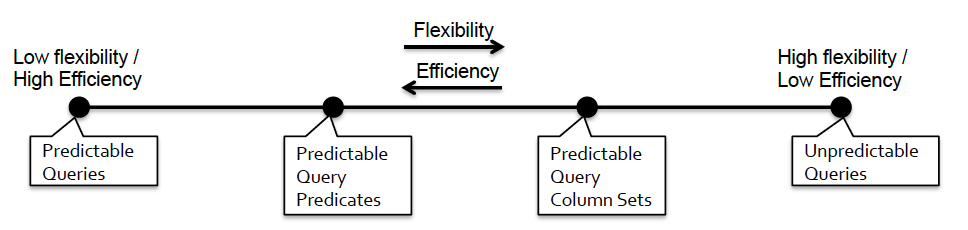 Flexibility
Efficiency
Low flexibility /
High Efficiency
High flexibility /
Low Efficiency
Predictable
Queries
Predictable
Query
Predicates
Predictable
Query
Column Sets
Unpredictable
Queries